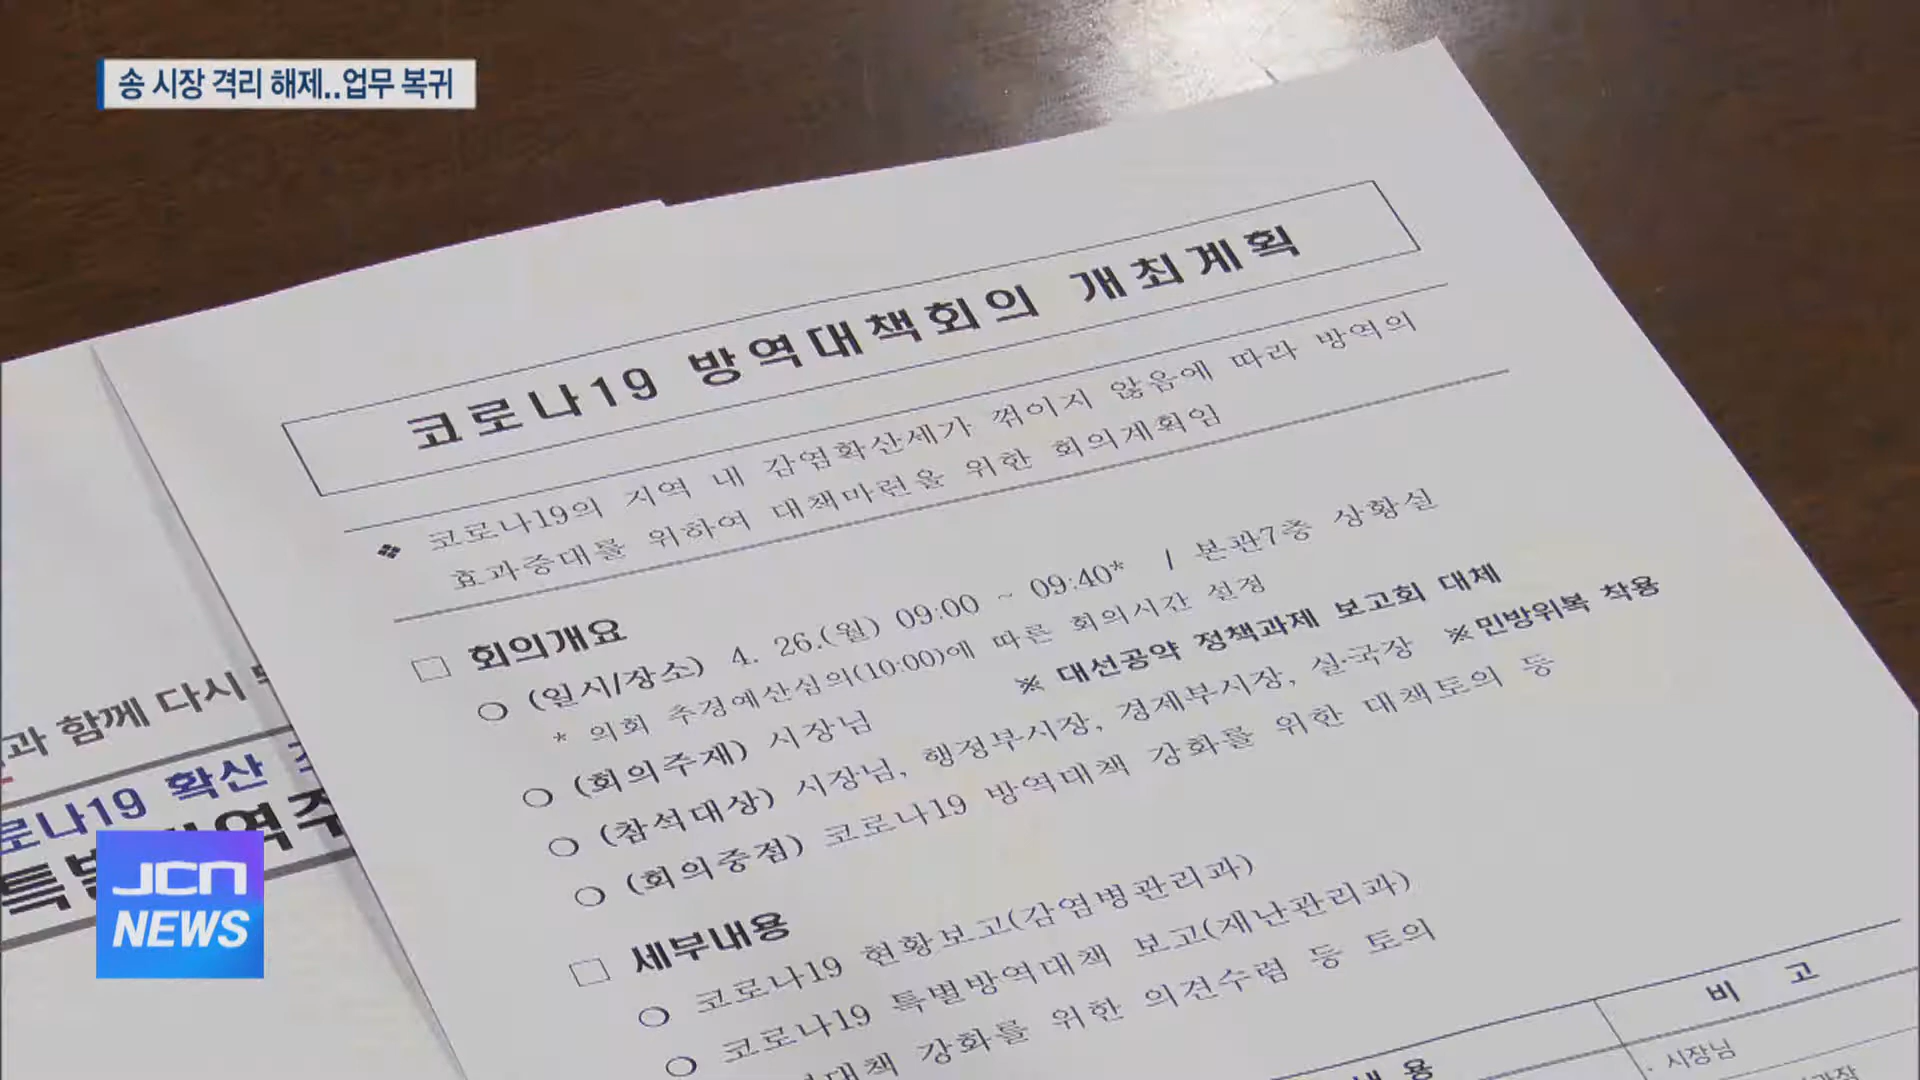 송 시장 격리 해제..업무 복귀
코로나19 방역대책회의 개최계획
❖ 코로나19의 지역 내 감염확산세가 꺾이지 않음에 따라 방역의
효과증대를 위하여 대책마련을 위한 회의계획임
□ 회의개요
○ (일시/장소) 4. 26.(월) 09:00 ~ 09:40* / 본관7층 상황실
* 의회 추경예산심의(10:00)에 따른 회의시간 설정
※ 대선공약 정책과제 보고회 대체
○ (회의주재) 시장님
○ (참석대상) 시장님, 행정부시장, 경제부시장, 실·국장 ※민방위복 착용
○ (회의중점) 코로나19 방역대책 강화를 위한 대책토의 등
□ 세부내용
○ 코로나19 현황보고(감염병관리과)
○ 코로나19 특별방역대책 보고(재난관리과)
대책 강화를 위한 의견수렴 등 토의
내 용
비 고
· 시장님
과 함께 다시
로나19 확산
특별 역주
JCN
NEWS